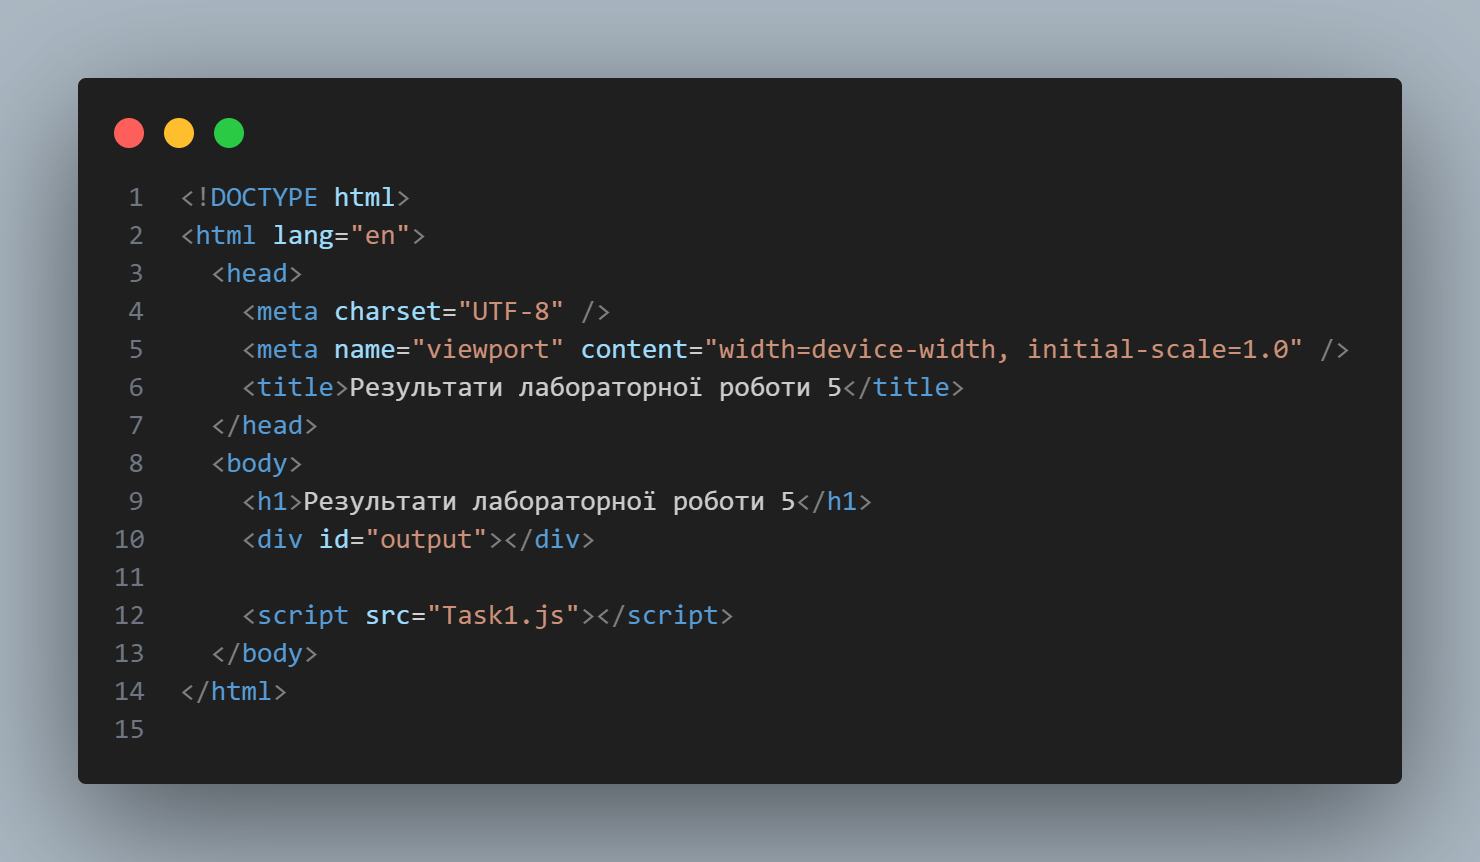 1 <!DOCTYPE html>
2 <html lang="en">
3   <head>
4     <meta charset="UTF-8" />
5     <meta name="viewport" content="width=device-width, initial-scale=1.0" />
6     <title>Результати лабораторної роботи 5</title>
7   </head>
8   <body>
9     <h1>Результати лабораторної роботи 5</h1>
10     <div id="output"></div>
11
12     <script src="Task1.js"></script>
13   </body>
14 </html>
15